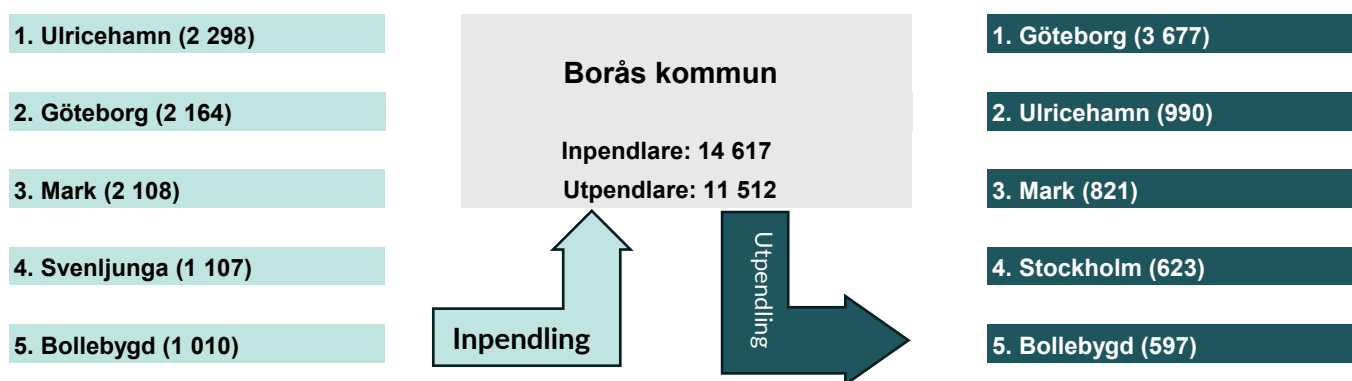 1. Ulricehamn (2 298)
2. Göteborg (2 164)
3. Mark (2 108)
4. Svenljunga (1 107)
5. Bollebygd (1 010)
Borås kommun
Inpendlare: 14 617
Utpendlare: 11 512
Inpendling
Utpendling
1. Göteborg (3 677)
2. Ulricehamn (990)
3. Mark (821)
4. Stockholm (623)
5. Bollebygd (597)